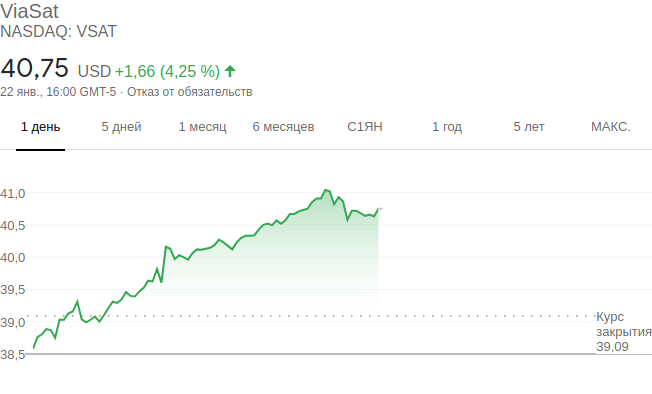 ViaSat
NASDAQ: VSAT
40,75 USD +1,66 (4,25 %)
22 янв., 16:00 GMT-5 · Отказ от обязательств
1 день 5 дней 1 месяц 6 месяцев С1ЯН 1 год 5 лет МАКС.
41,0
40,5
40,0
39,5
39,0
38,5
Курс
закрытия
39,09